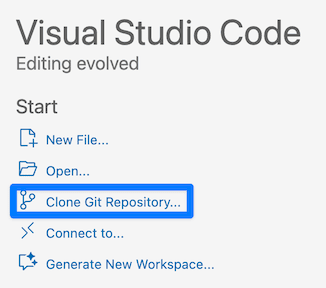 Visual Studio Code
Editing evolved
Start
New File...
Open...
Clone Git Repository...
Connect to...
Generate New Workspace...